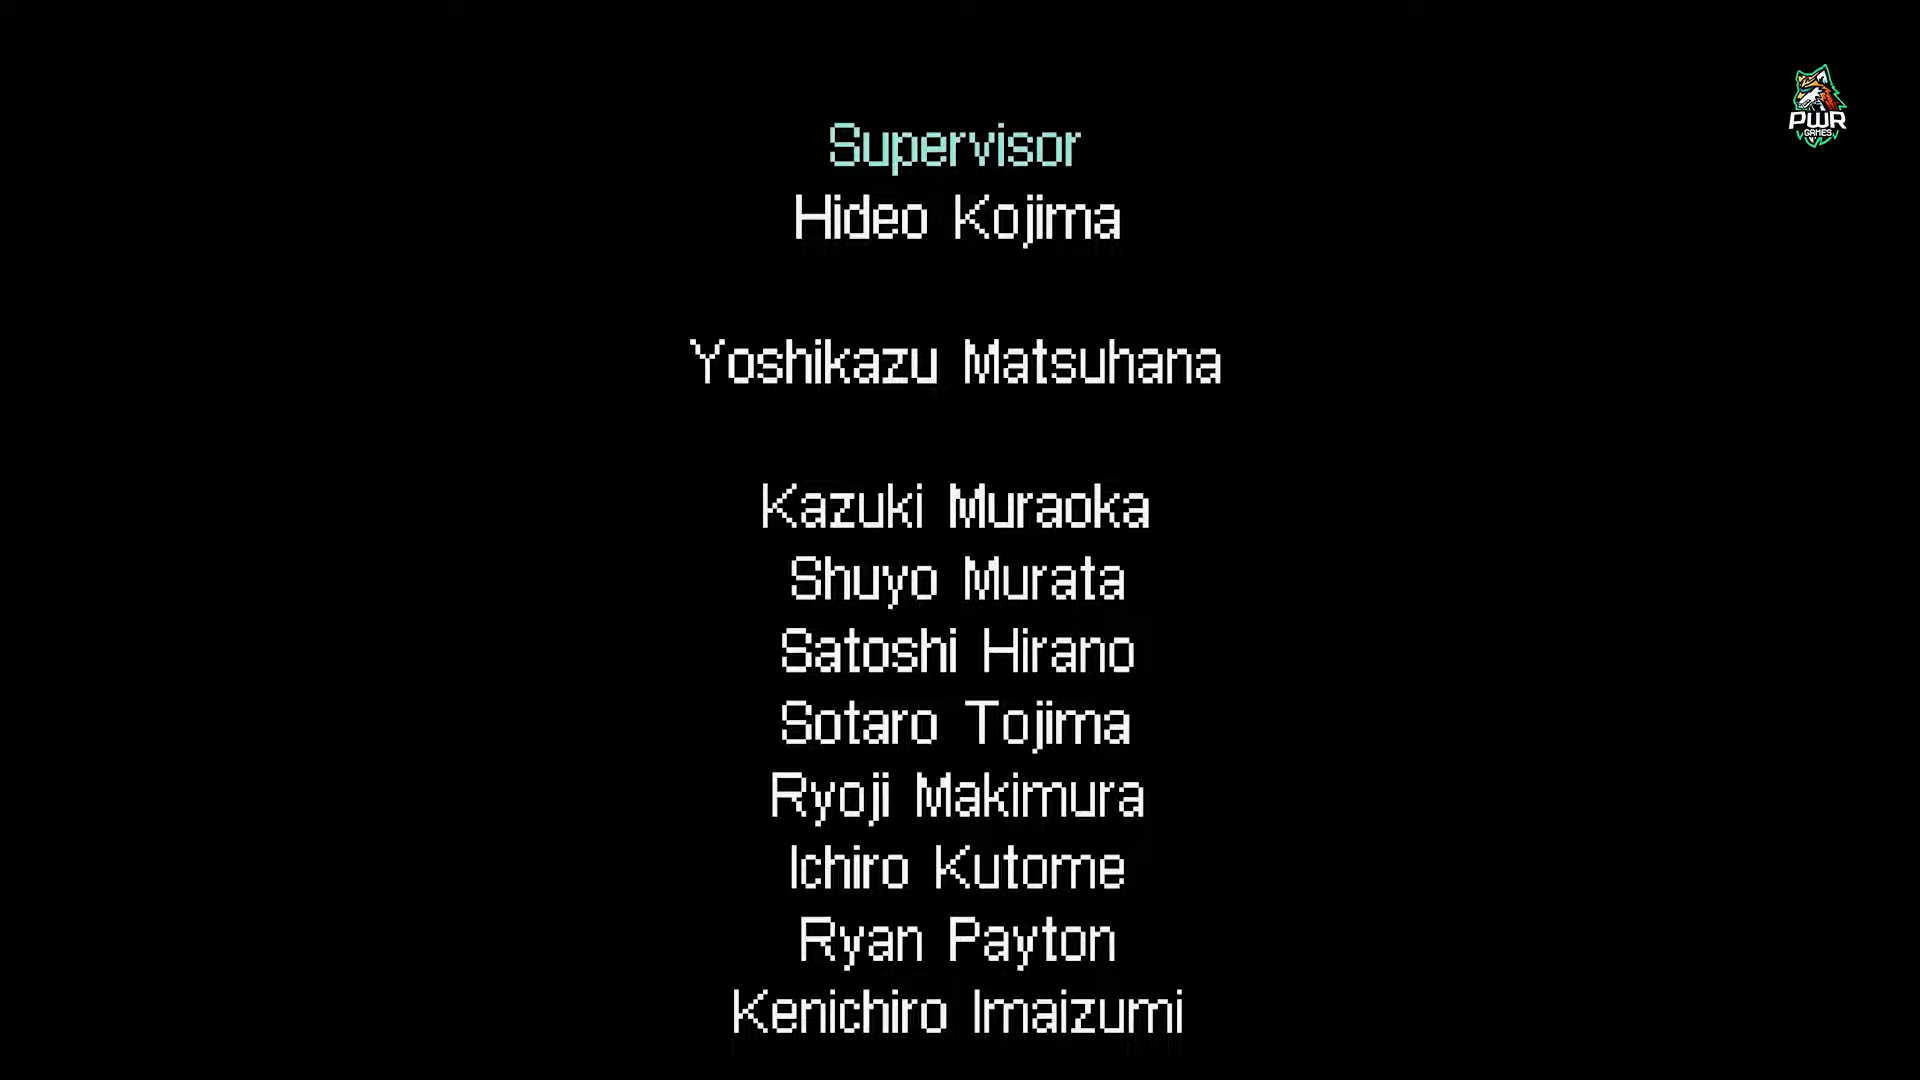 Supervisor
Hideo Kojima
Yoshikazu Matsuhana
Kazuki Muraoka
Shuyo Murata
Satoshi Hirano
Sotaro Tojima
Ryoji Makimura
Ichiro Kutome
Ryan Payton
Kenichiro Imaizumi
PWR
GAMES